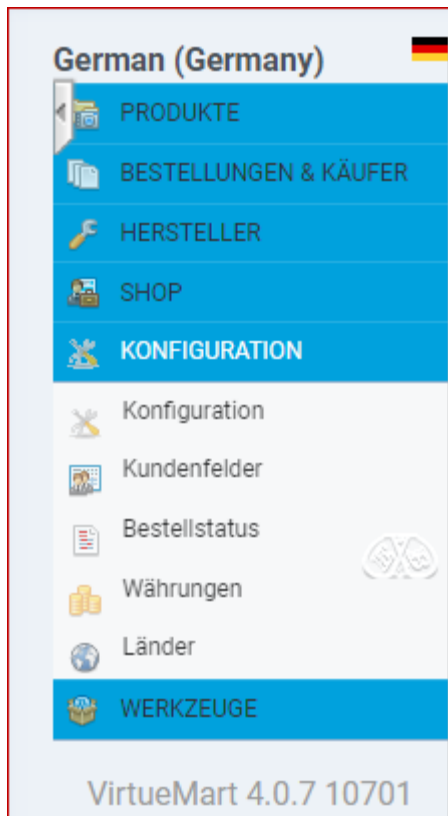 German (Germany)
PRODUKTE
BESTELLUNGEN & KÄUFER
HERSTELLER
SHOP
KONFIGURATION
Konfiguration
Kundenfelder
Bestellstatus
Währungen
Länder
WERKZEUGE
VirtueMart 4.0.7 10701